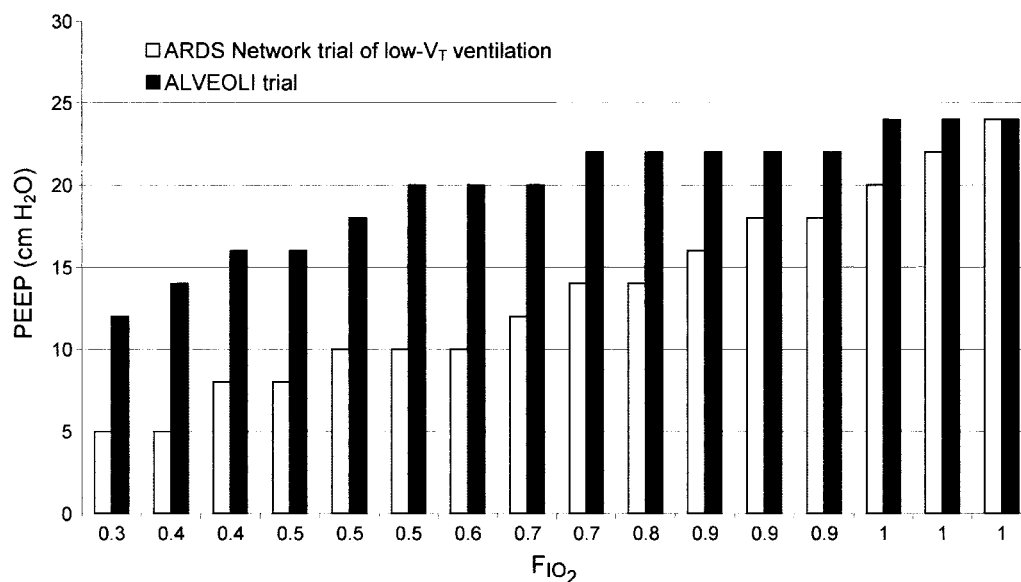 30
25
20
15
10
5
0
PEEP (cm H₂O)
ARDS Network trial of low-V_T ventilation
ALVEOLI trial
0.3 0.4 0.4 0.5 0.5 0.5 0.6 0.7 0.7 0.8 0.9 0.9 0.9 1 1 1
F_IO₂